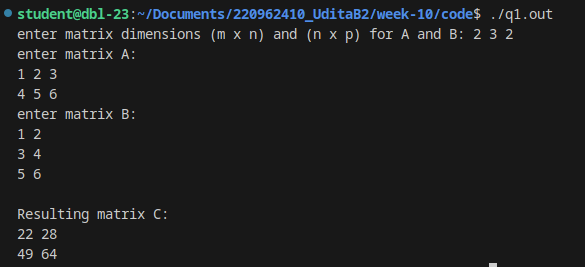 student@dbl-23:~/Documents/220962410_UditaB2/week-10/code$ ./q1.out
enter matrix dimensions (m x n) and (n x p) for A and B: 2 3 2
enter matrix A:
1 2 3
4 5 6
enter matrix B:
1 2
3 4
5 6
Resulting matrix C:
22 28
49 64